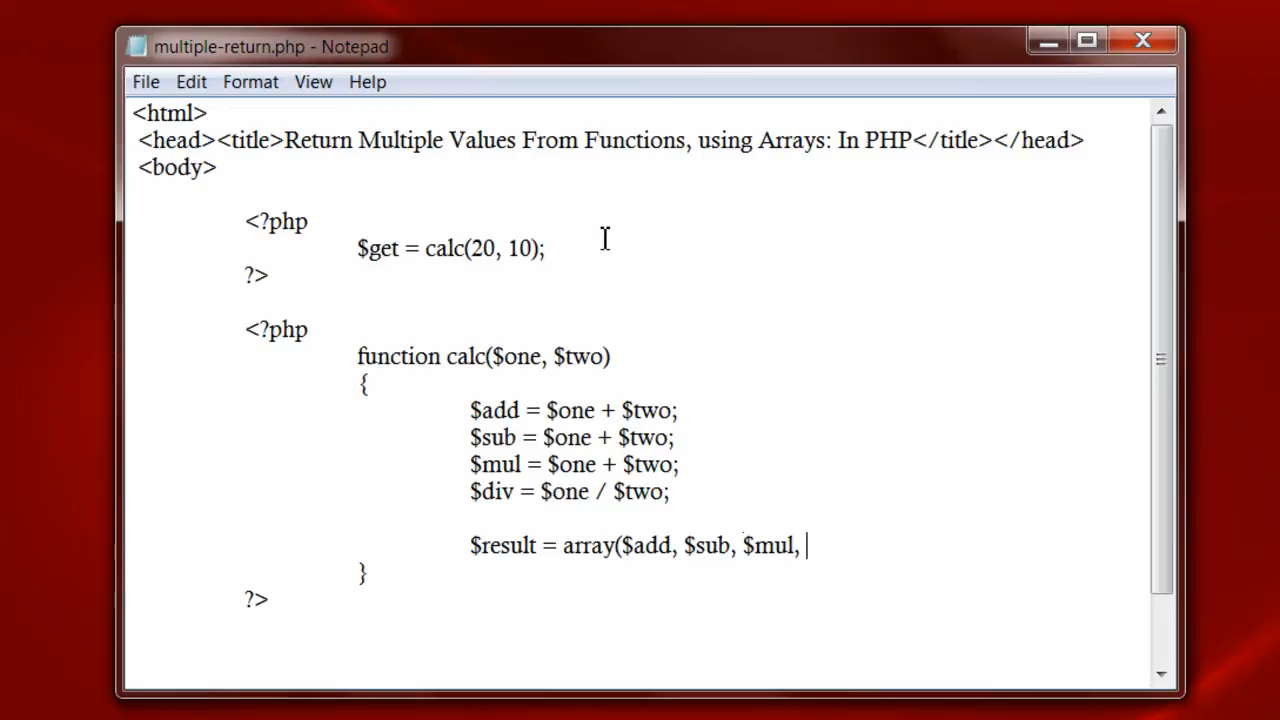 multiple-return.php - Notepad
File Edit Format View Help
<html>
<head><title>Return Multiple Values From Functions, using Arrays: In PHP</title></head>
<body>
<?php
$get = calc(20, 10);
?>
<?php
function calc($one, $two)
{
$add = $one + $two;
$sub = $one + $two;
$mul = $one + $two;
$div = $one / $two;
$result = array($add, $sub, $mul,
}
?>